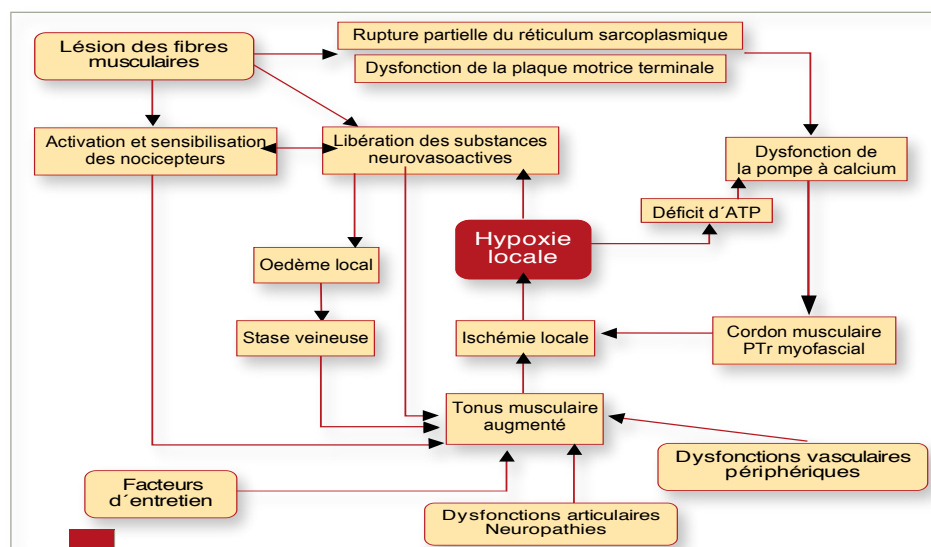 Lésion des fibres
musculaires
Rupture partielle du réticulum sarcoplasmique
Dysfonction de la plaque motrice terminale
Activation et sensibilisation
des nocicepteurs
Libération des substances
neurovasoactives
Dysfonction de
la pompe à calcium
Déficit d´ATP
Hypoxie
locale
Oedème local
Stase veineuse
Ischémie locale
Cordon musculaire
PTr myofascial
Tonus musculaire
augmenté
Dysfonctions vasculaires
périphériques
Facteurs
d´entretien
Dysfonctions articulaires
Neuropathies